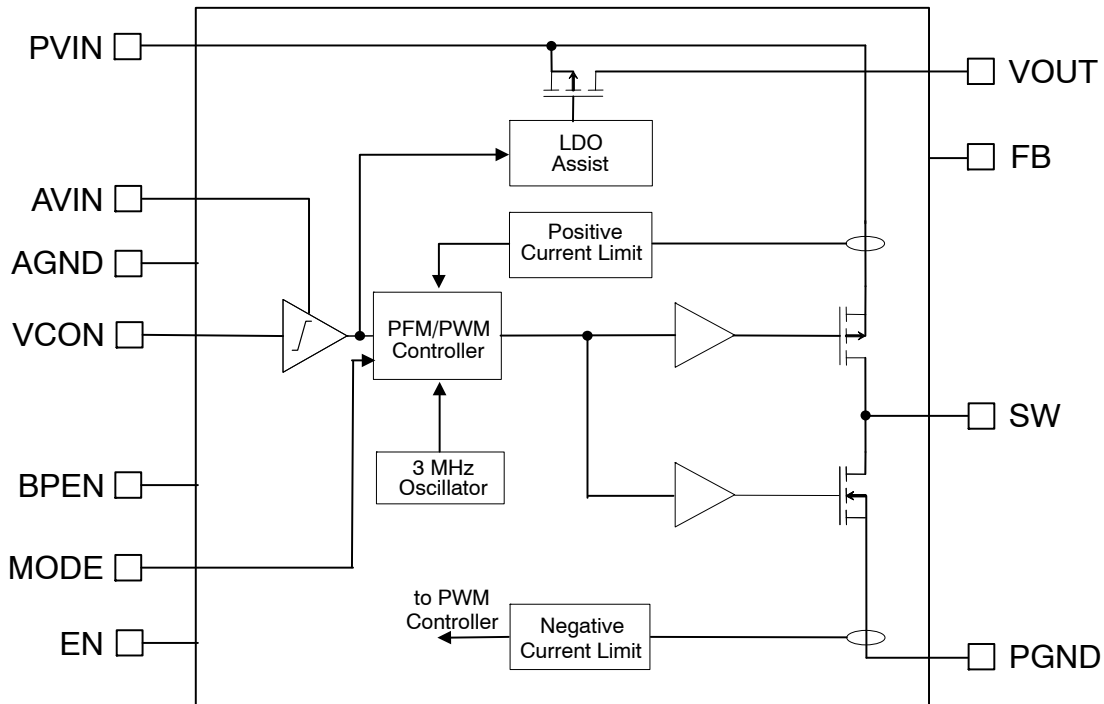 PVIN
VOUT
LDO
Assist
FB
AVIN
Positive
Current Limit
AGND
VCON
PFM/PWM
Controller
SW
3 MHz
Oscillator
BPEN
MODE
to PWM
Controller
Negative
Current Limit
EN
PGND